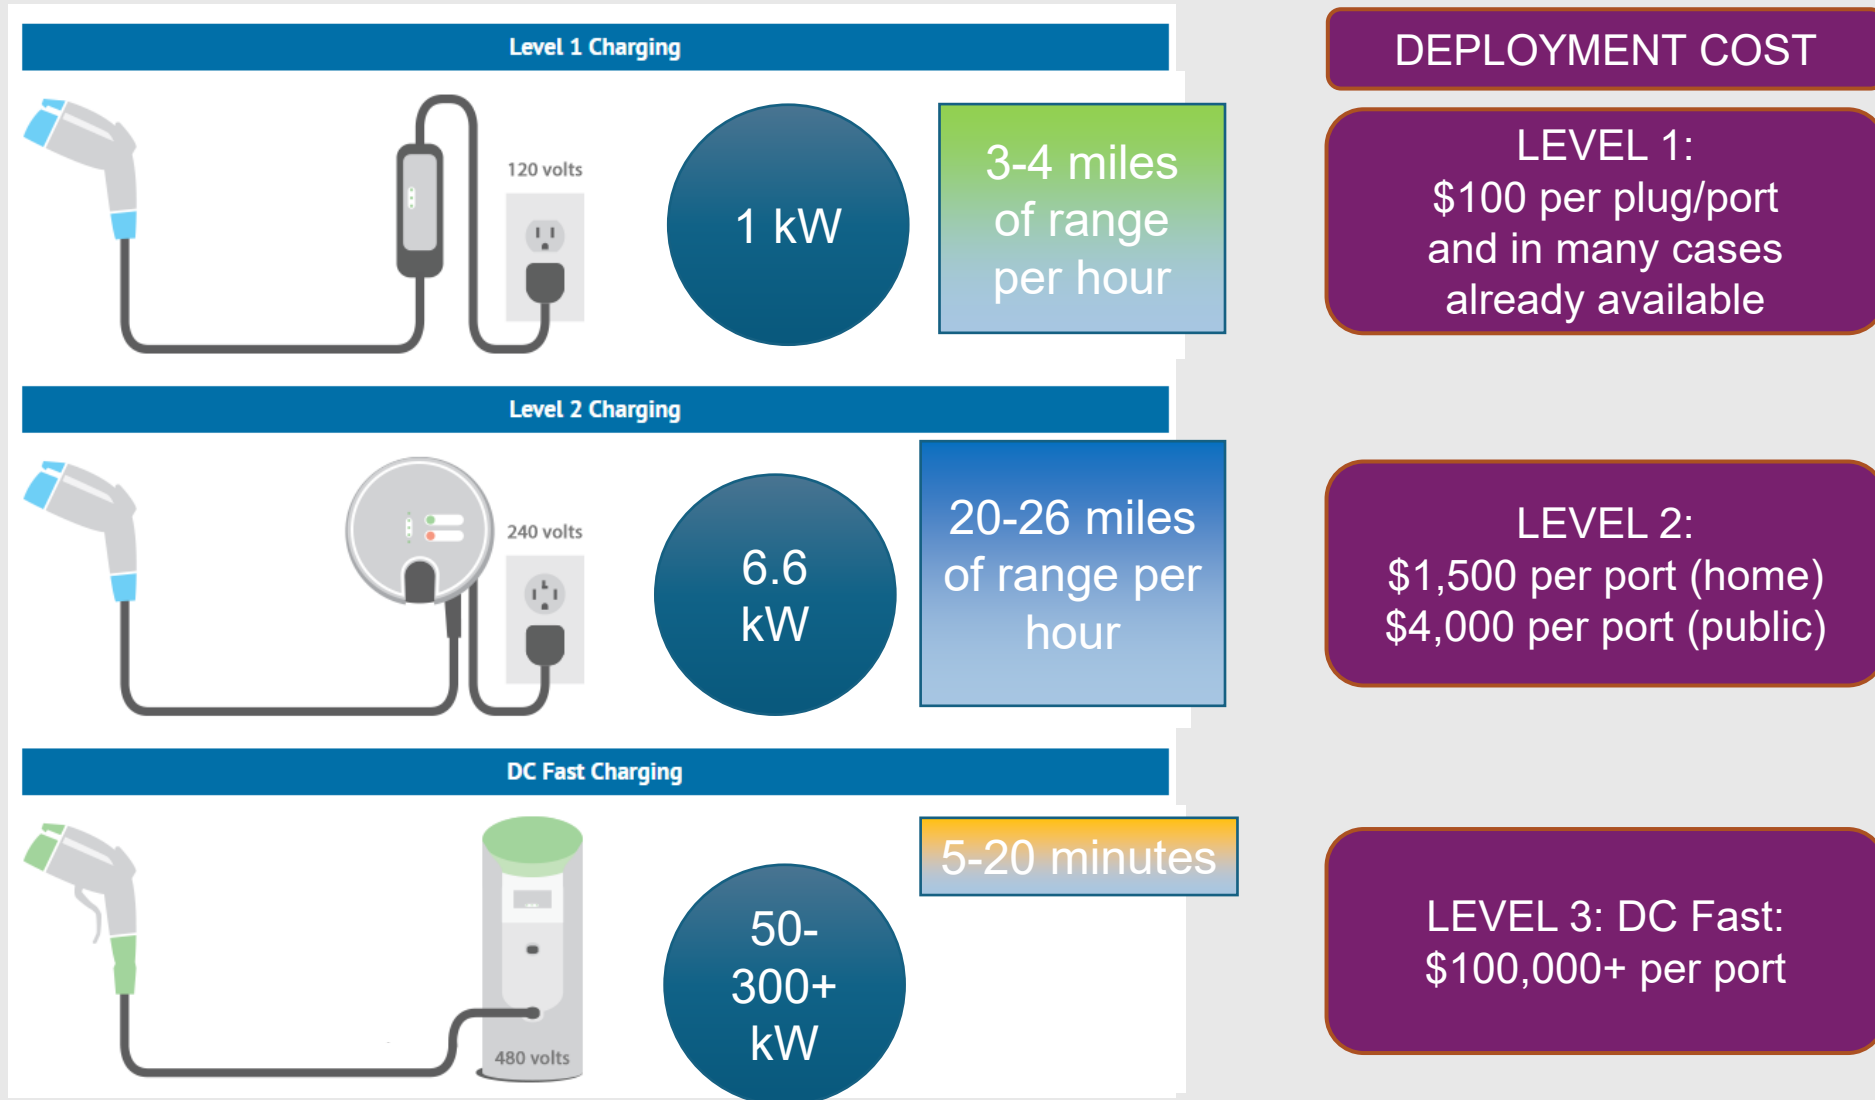 Level 1 Charging
120 volts
1 kW
3-4 miles
of range
per hour
DEPLOYMENT COST
LEVEL 1:
$100 per plug/port
and in many cases
already available
Level 2 Charging
240 volts
6.6
kW
20-26 miles
of range per
hour
LEVEL 2:
$1,500 per port (home)
$4,000 per port (public)
DC Fast Charging
480 volts
50-
300+
kW
5-20 minutes
LEVEL 3: DC Fast:
$100,000+ per port